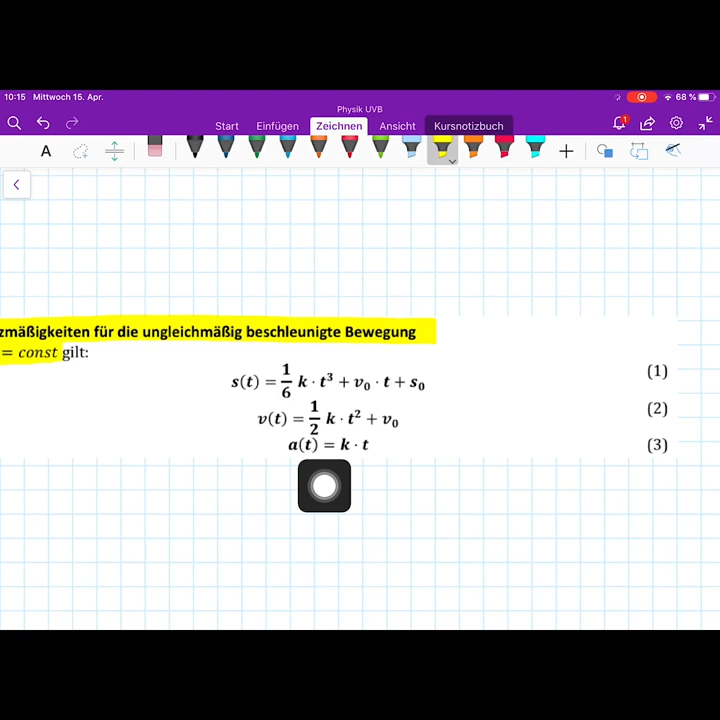 10:15 Mittwoch 15. Apr.
68 %
Physik UVB
Start Einfügen Zeichnen Ansicht Kursnotizbuch
1
A
zmäßigkeiten für die ungleichmäßig beschleunigte Bewegung
= const gilt:
s(t) = 1/6 k · t³ + v₀ · t + s₀ (1)
v(t) = 1/2 k · t² + v₀ (2)
a(t) = k · t (3)